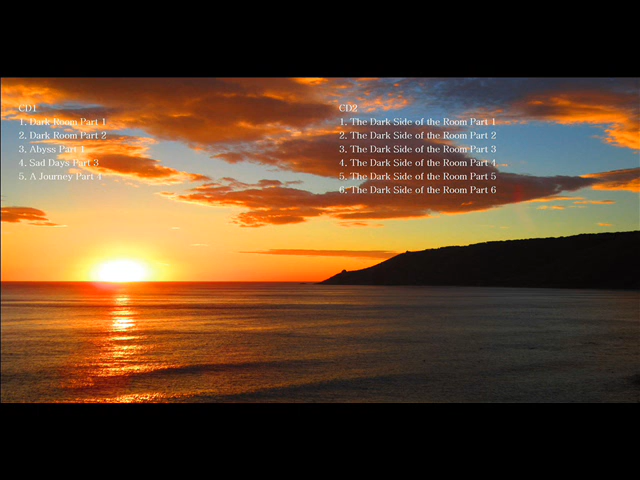 CD1
1, Dark Room Part 1
2, Dark Room Part 2
3, Abyss Part 1
4, Sad Days Part 3
5, A Journey Part 1
CD2
1, The Dark Side of the Room Part 1
2, The Dark Side of the Room Part 2
3, The Dark Side of the Room Part 3
4, The Dark Side of the Room Part 4
5, The Dark Side of the Room Part 5
6, The Dark Side of the Room Part 6